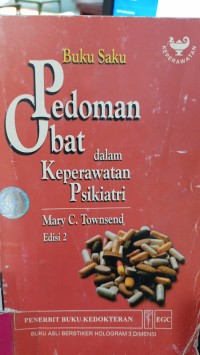 Buku Saku
KEPERAWATAN
Pedoman
Obat
dalam
Keperawatan
Psikiatri
Mary C. Townsend
Edisi 2
PENERBIT BUKU KEDOKTERAN EGC
BUKU ASLI BERSTIKER HOLOGRAM 3 DIMENSI